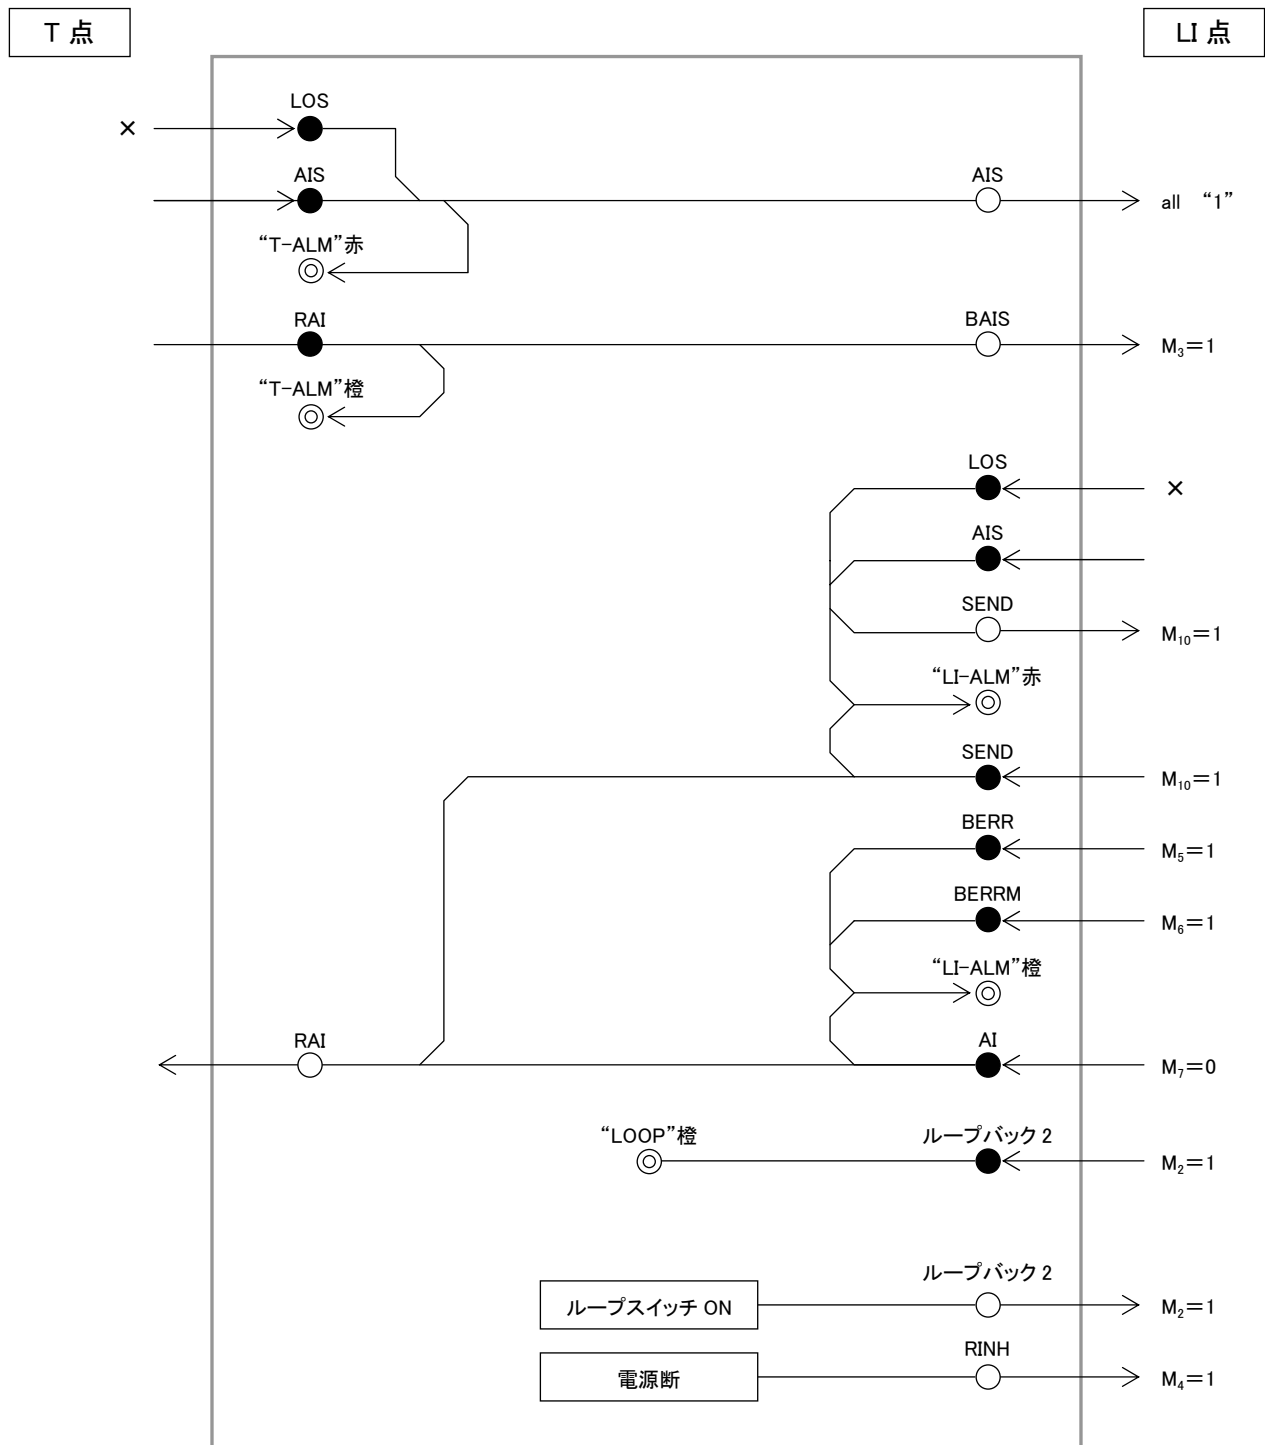 T 点
LI 点
LOS
×
AIS
AIS
all “1”
“T-ALM”赤
RAI
BAIS
M₃＝1
“T-ALM”橙
LOS
×
AIS
SEND
M₁₀＝1
“LI-ALM”赤
SEND
M₁₀＝1
BERR
M₅＝1
BERRM
M₆＝1
“LI-ALM”橙
RAI
AI
M₇＝0
“LOOP”橙
ループバック 2
M₂＝1
ループバック 2
ループスイッチ ON
M₂＝1
RINH
電源断
M₄＝1